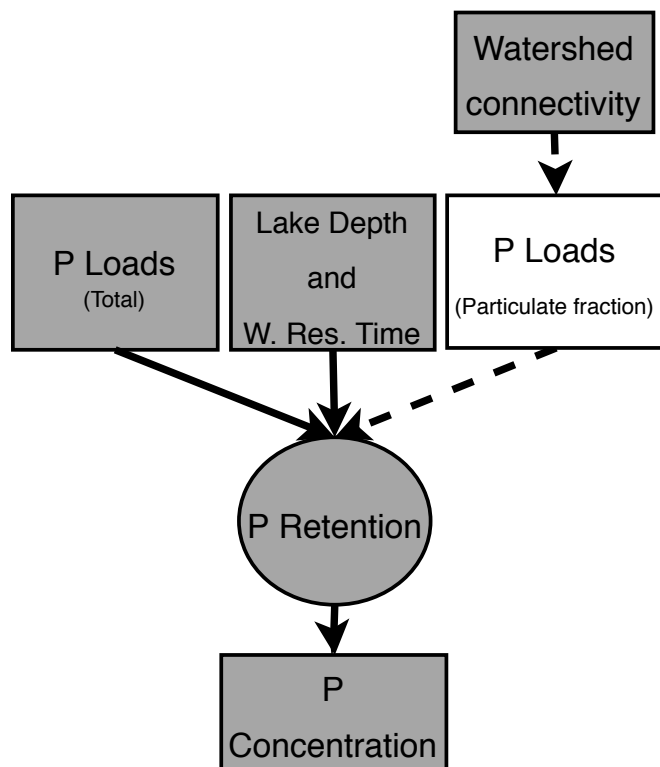 Watershed
connectivity
P Loads
(Total)
Lake Depth
and
W. Res. Time
P Loads
(Particulate fraction)
P Retention
P
Concentration